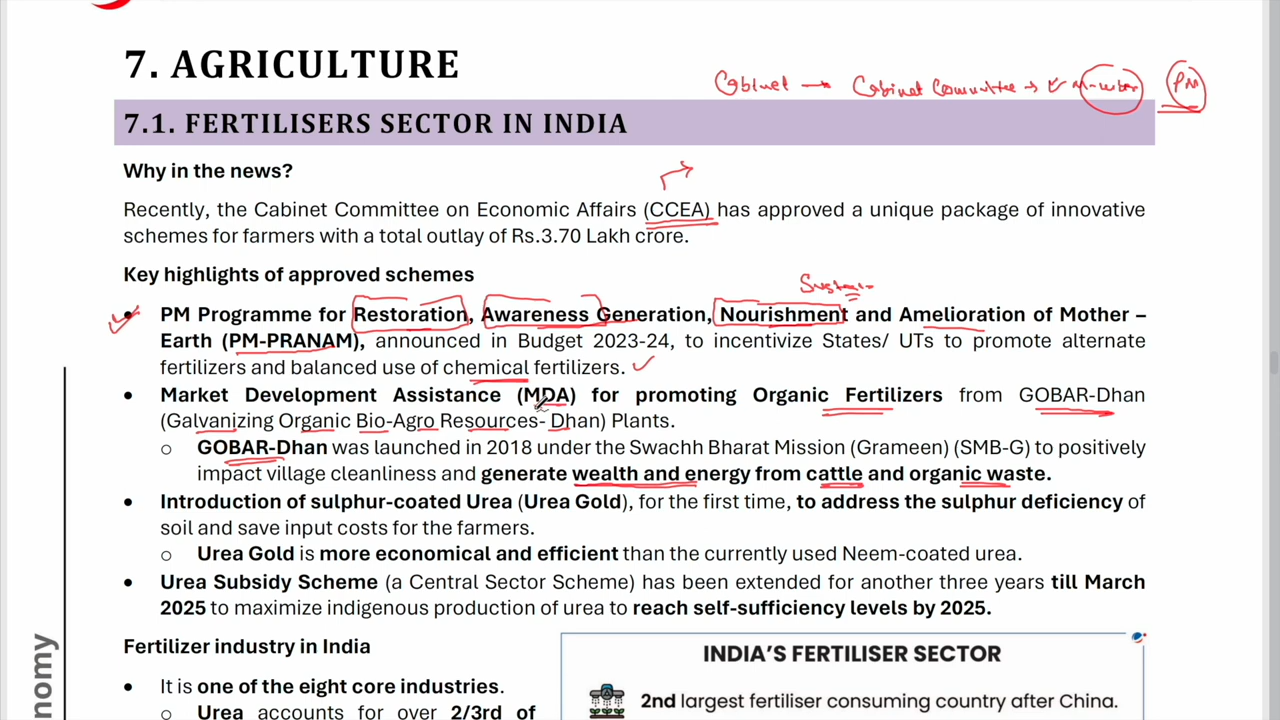 7. AGRICULTURE
Cabinet → Cabinet Committee → PM
7.1. FERTILISERS SECTOR IN INDIA
Why in the news?
Recently, the Cabinet Committee on Economic Affairs (CCEA) has approved a unique package of innovative
schemes for farmers with a total outlay of Rs.3.70 Lakh crore.
Key highlights of approved schemes
• PM Programme for Restoration, Awareness Generation, Nourishment and Amelioration of Mother –
Earth (PM-PRANAM), announced in Budget 2023-24, to incentivize States/ UTs to promote alternate
fertilizers and balanced use of chemical fertilizers.
• Market Development Assistance (MDA) for promoting Organic Fertilizers from GOBAR-Dhan
(Galvanizing Organic Bio-Agro Resources- Dhan) Plants.
o GOBAR-Dhan was launched in 2018 under the Swachh Bharat Mission (Grameen) (SMB-G) to positively
impact village cleanliness and generate wealth and energy from cattle and organic waste.
• Introduction of sulphur-coated Urea (Urea Gold), for the first time, to address the sulphur deficiency of
soil and save input costs for the farmers.
o Urea Gold is more economical and efficient than the currently used Neem-coated urea.
• Urea Subsidy Scheme (a Central Sector Scheme) has been extended for another three years till March
2025 to maximize indigenous production of urea to reach self-sufficiency levels by 2025.
Fertilizer industry in India
• It is one of the eight core industries.
o Urea accounts for over 2/3rd of
INDIA'S FERTILISER SECTOR
2nd largest fertiliser consuming country after China.
nomy